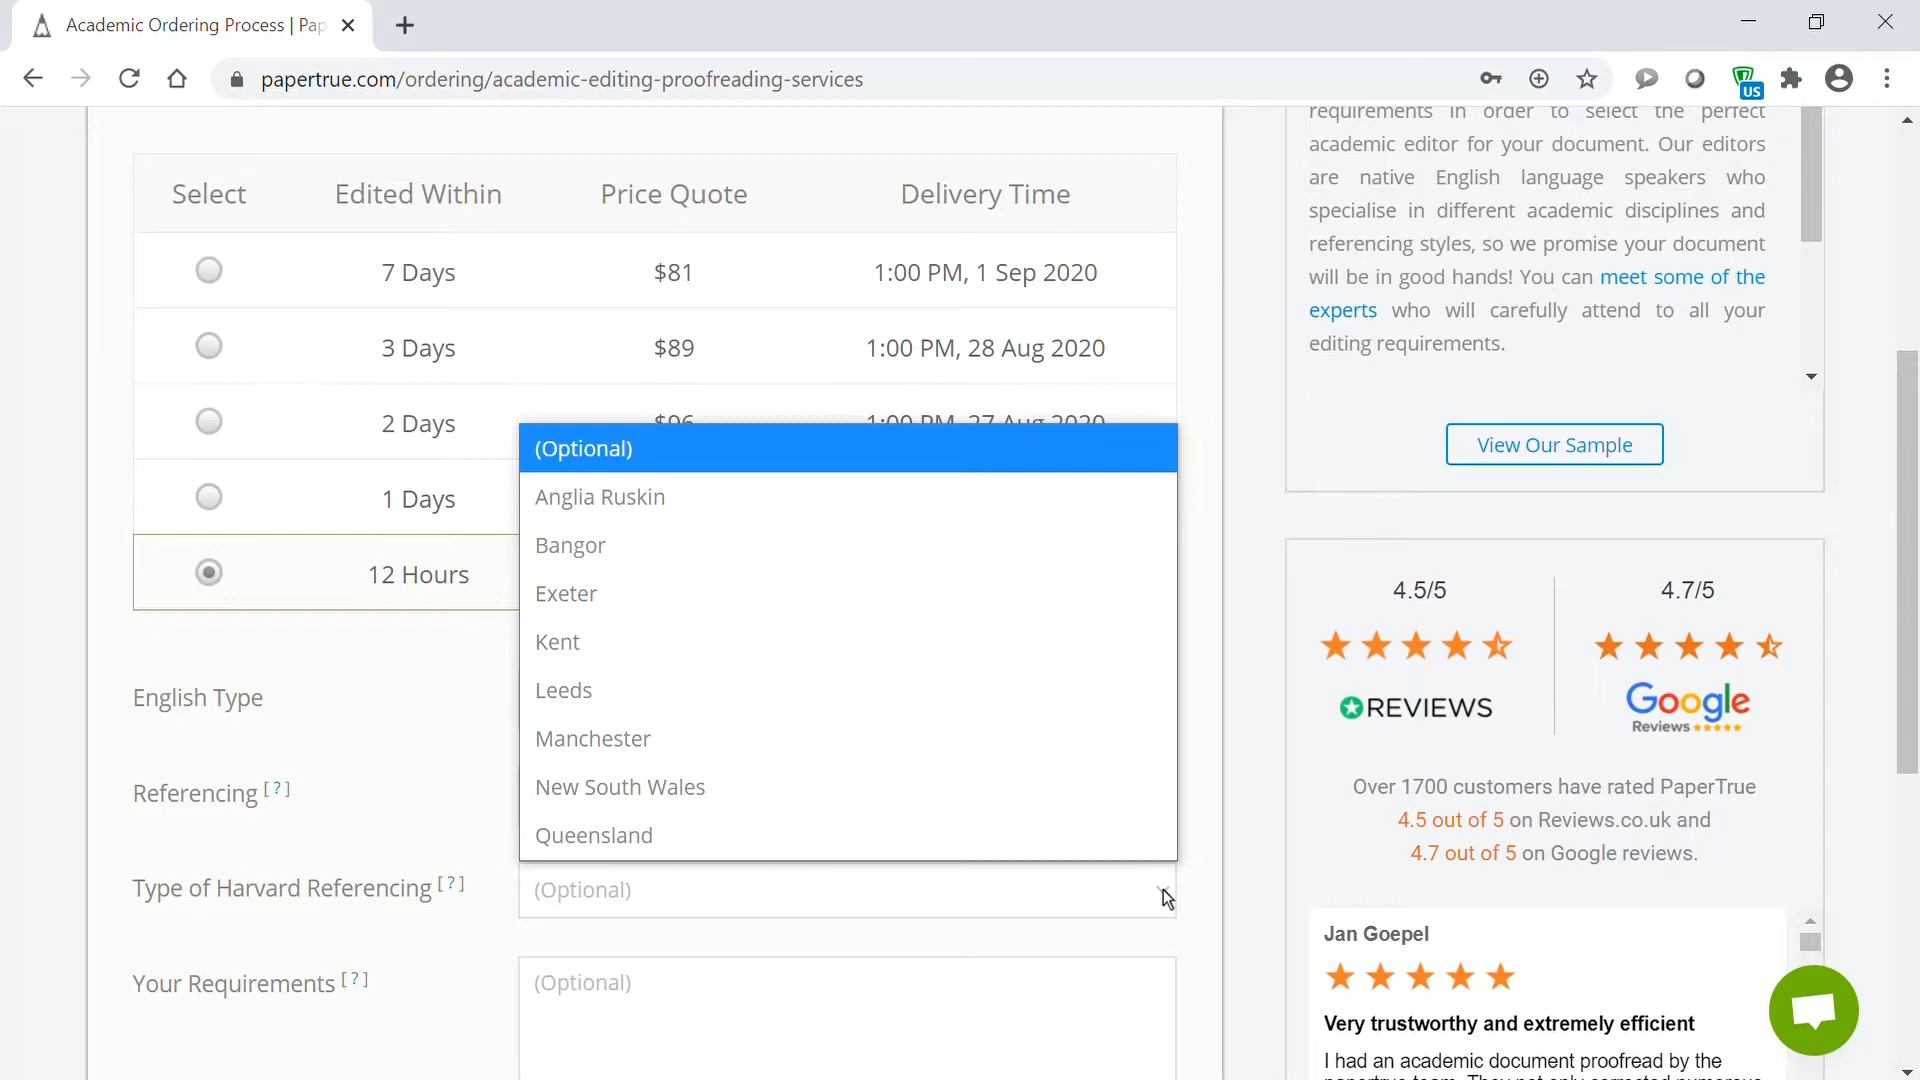 Academic Ordering Process | Pap
papertrue.com/ordering/academic-editing-proofreading-services
US
Select Edited Within Price Quote Delivery Time
7 Days $81 1:00 PM, 1 Sep 2020
3 Days $89 1:00 PM, 28 Aug 2020
2 Days $96 1:00 PM, 27 Aug 2020
1 Days
12 Hours
(Optional)
Anglia Ruskin
Bangor
Exeter
Kent
Leeds
Manchester
New South Wales
Queensland
English Type
Referencing [?]
Type of Harvard Referencing [?] (Optional)
Your Requirements [?] (Optional)
requirements in order to select the perfect
academic editor for your document. Our editors
are native English language speakers who
specialise in different academic disciplines and
referencing styles, so we promise your document
will be in good hands! You can meet some of the
experts who will carefully attend to all your
editing requirements.
View Our Sample
4.5/5 4.7/5
REVIEWS Google
Reviews
Over 1700 customers have rated PaperTrue
4.5 out of 5 on Reviews.co.uk and
4.7 out of 5 on Google reviews.
Jan Goepel
Very trustworthy and extremely efficient
I had an academic document proofread by the